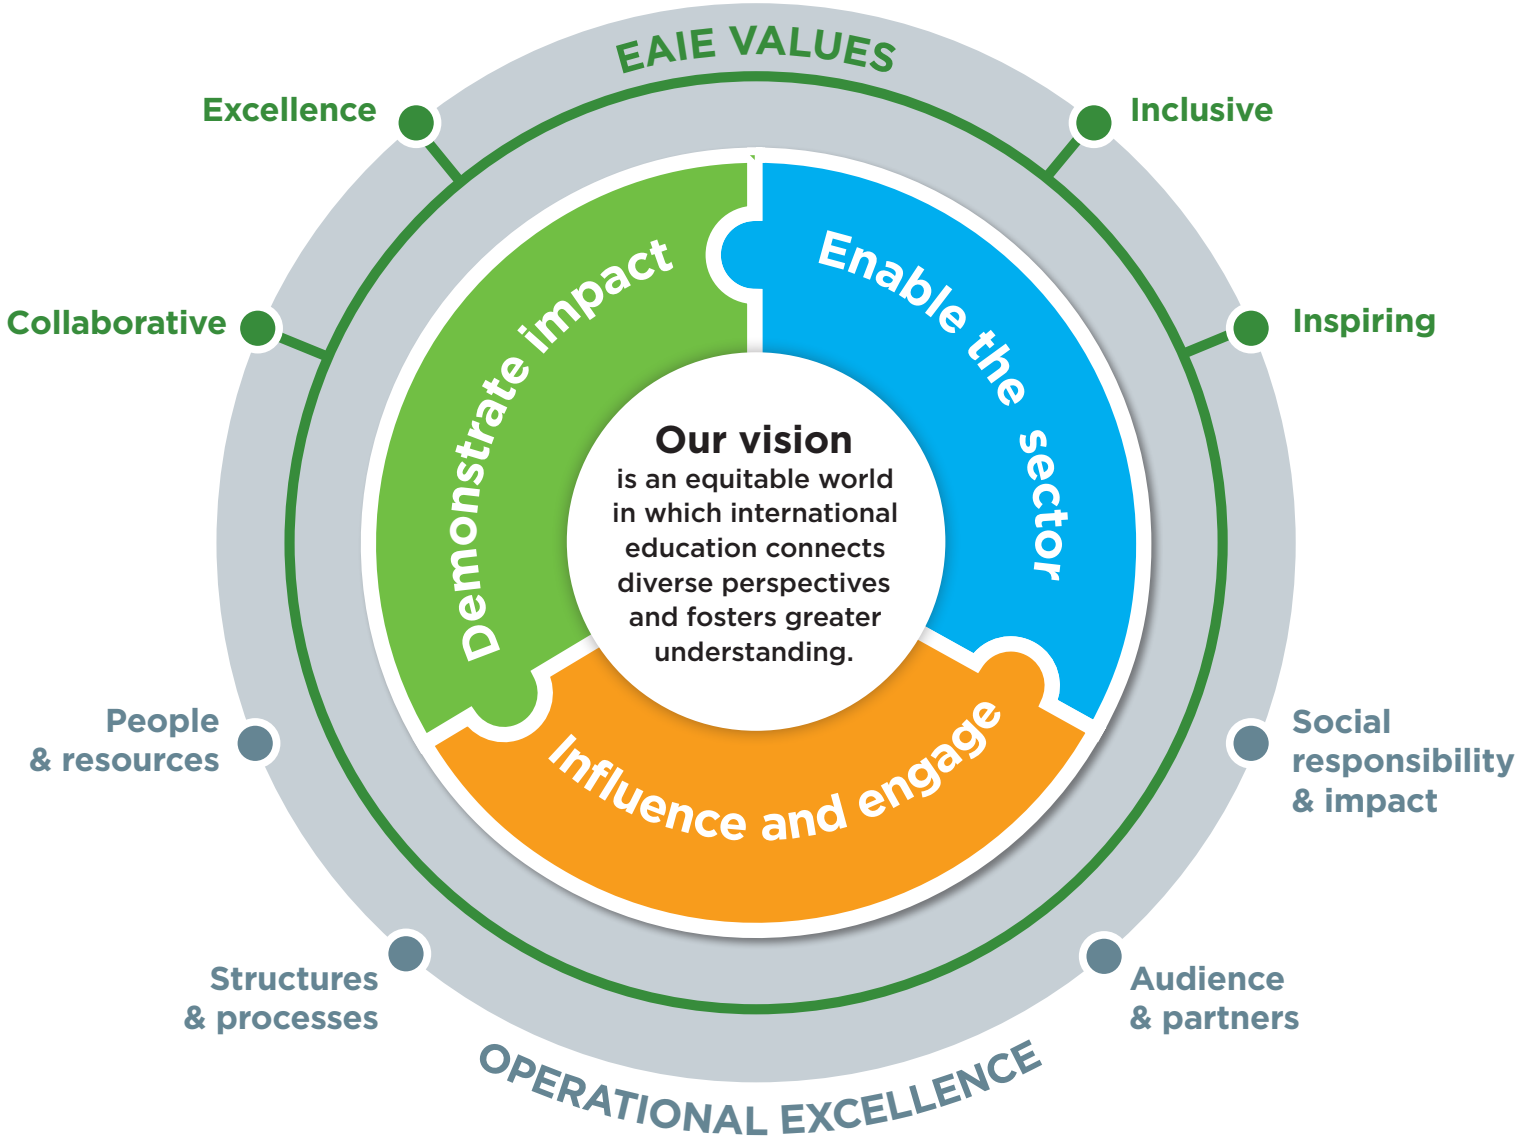 EAIE VALUES
Excellence
Inclusive
Collaborative
Inspiring
Demonstrate impact
Enable the sector
Our vision
is an equitable world
in which international
education connects
diverse perspectives
and fosters greater
understanding.
Influence and engage
People
& resources
Social
responsibility
& impact
Structures
& processes
Audience
& partners
OPERATIONAL EXCELLENCE